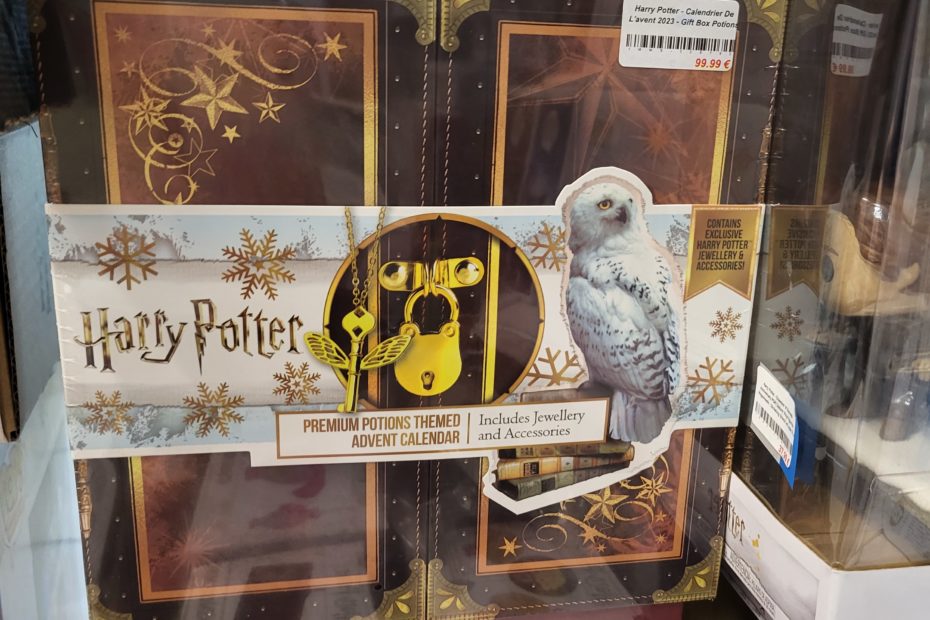 Harry Potter - Calendrier De
L'avent 2023 - Gift Box Potions
99.99 €
CONTAINS
EXCLUSIVE
HARRY POTTER
JEWELLERY &
ACCESSORIES!
Harry Potter
PREMIUM POTIONS THEMED
ADVENT CALENDAR
Includes Jewellery
and Accessories